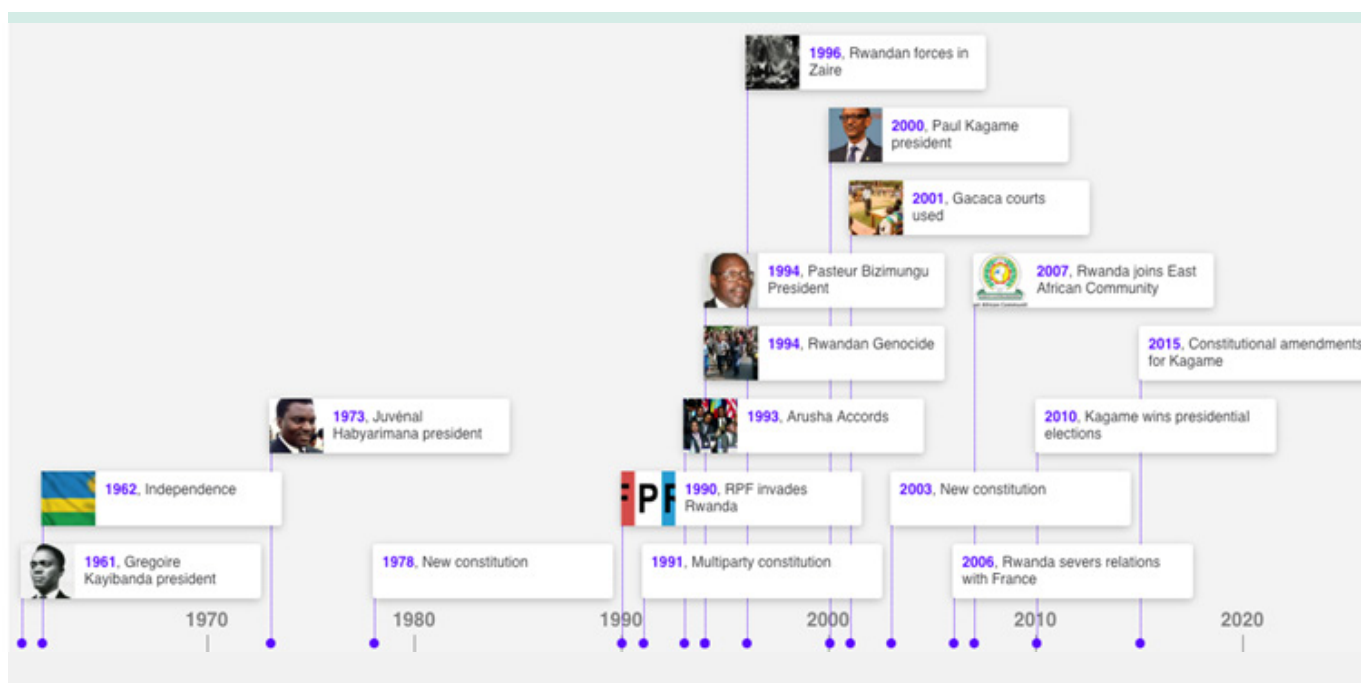 1996, Rwandan forces in
Zaire
2000, Paul Kagame
president
2001, Gacaca courts
used
1994, Pasteur Bizimungu
President
2007, Rwanda joins East
African Community
1994, Rwandan Genocide
2015, Constitutional amendments
for Kagame
1973, Juvénal
Habyarimana president
1993, Arusha Accords
2010, Kagame wins presidential
elections
1962, Independence
FPF
1990, RPF invades
Rwanda
2003, New constitution
1961, Gregoire
Kayibanda president
1978, New constitution
1991, Multiparty constitution
2006, Rwanda severs relations
with France
1970
1980
1990
2000
2010
2020